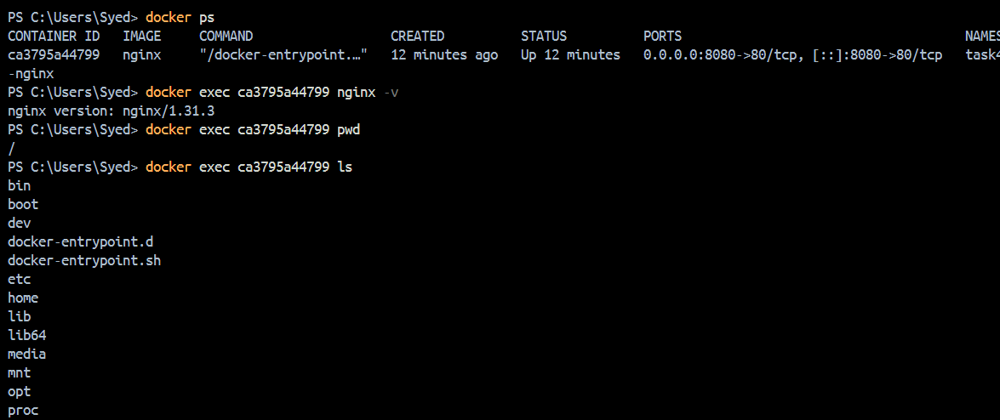 PS C:\Users\Syed> docker ps
CONTAINER ID   IMAGE     COMMAND                  CREATED          STATUS          PORTS                                     NAMES
ca3795a44799   nginx     "/docker-entrypoint.…"   12 minutes ago   Up 12 minutes   0.0.0.0:8080->80/tcp, [::]:8080->80/tcp   task4
-nginx
PS C:\Users\Syed> docker exec ca3795a44799 nginx -v
nginx version: nginx/1.31.3
PS C:\Users\Syed> docker exec ca3795a44799 pwd
/
PS C:\Users\Syed> docker exec ca3795a44799 ls
bin
boot
dev
docker-entrypoint.d
docker-entrypoint.sh
etc
home
lib
lib64
media
mnt
opt
proc